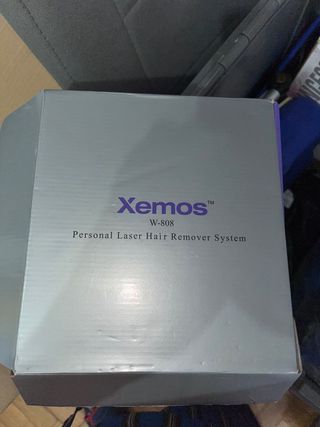 Xemos™
W-808
Personal Laser Hair Remover System